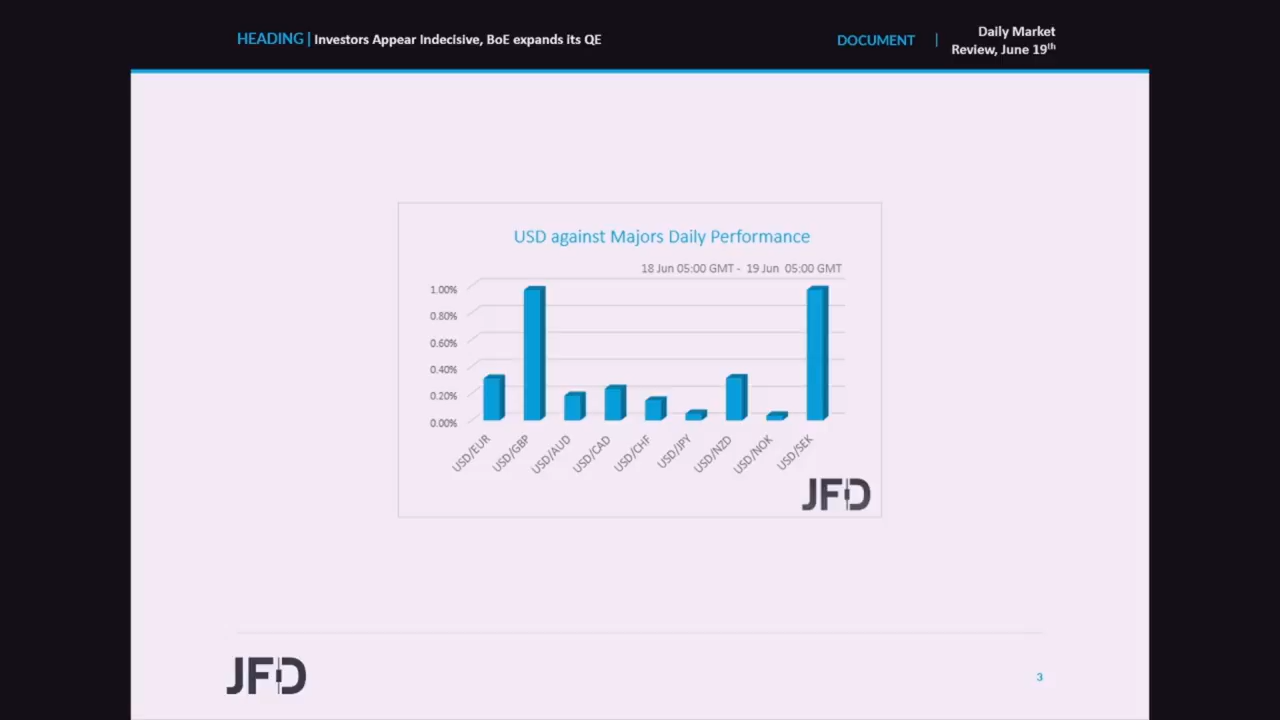 HEADING | Investors Appear Indecisive, BoE expands its QE
DOCUMENT | Daily Market
Review, June 19th
USD against Majors Daily Performance
18 Jun 05:00 GMT - 19 Jun 05:00 GMT
1.00%
0.80%
0.60%
0.40%
0.20%
0.00%
USD/EUR
USD/GBP
USD/AUD
USD/CAD
USD/CHF
USD/JPY
USD/NZD
USD/NOK
USD/SEK
JFD
JFD
3